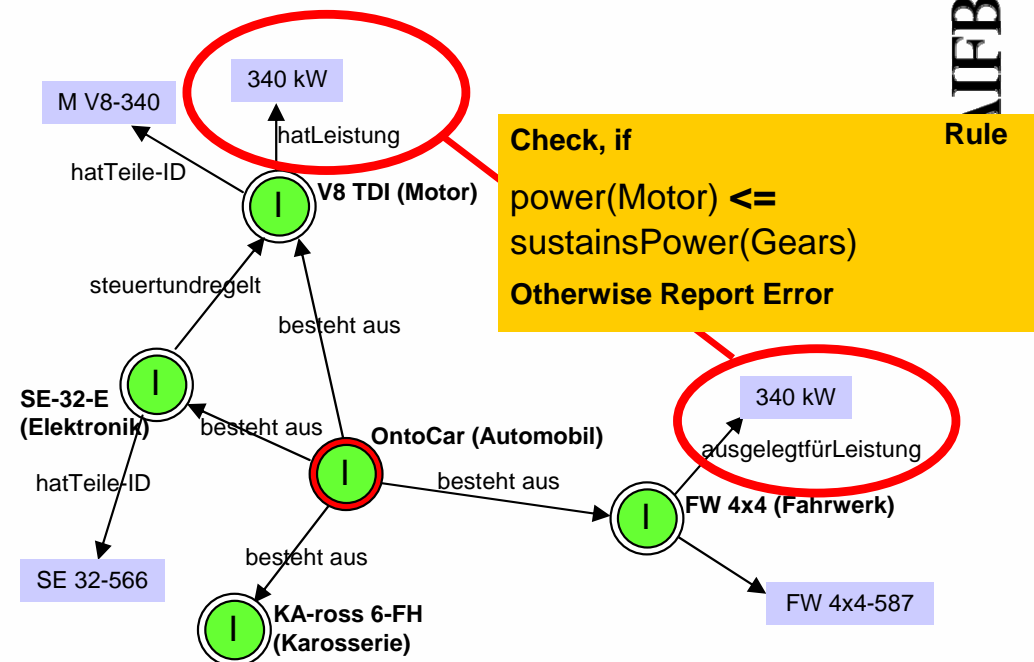 AIFB
340 kW
M V8-340
hatLeistung
Check, if
Rule
hatTeile-ID
I
V8 TDI (Motor)
power(Motor) <=
sustainsPower(Gears)
steuertundregelt
Otherwise Report Error
besteht aus
I
SE-32-E
(Elektronik)
340 kW
besteht aus
OntoCar (Automobil)
I
ausgelegtfürLeistung
hatTeile-ID
besteht aus
FW 4x4 (Fahrwerk)
I
besteht aus
SE 32-566
FW 4x4-587
I
KA-ross 6-FH
(Karosserie)